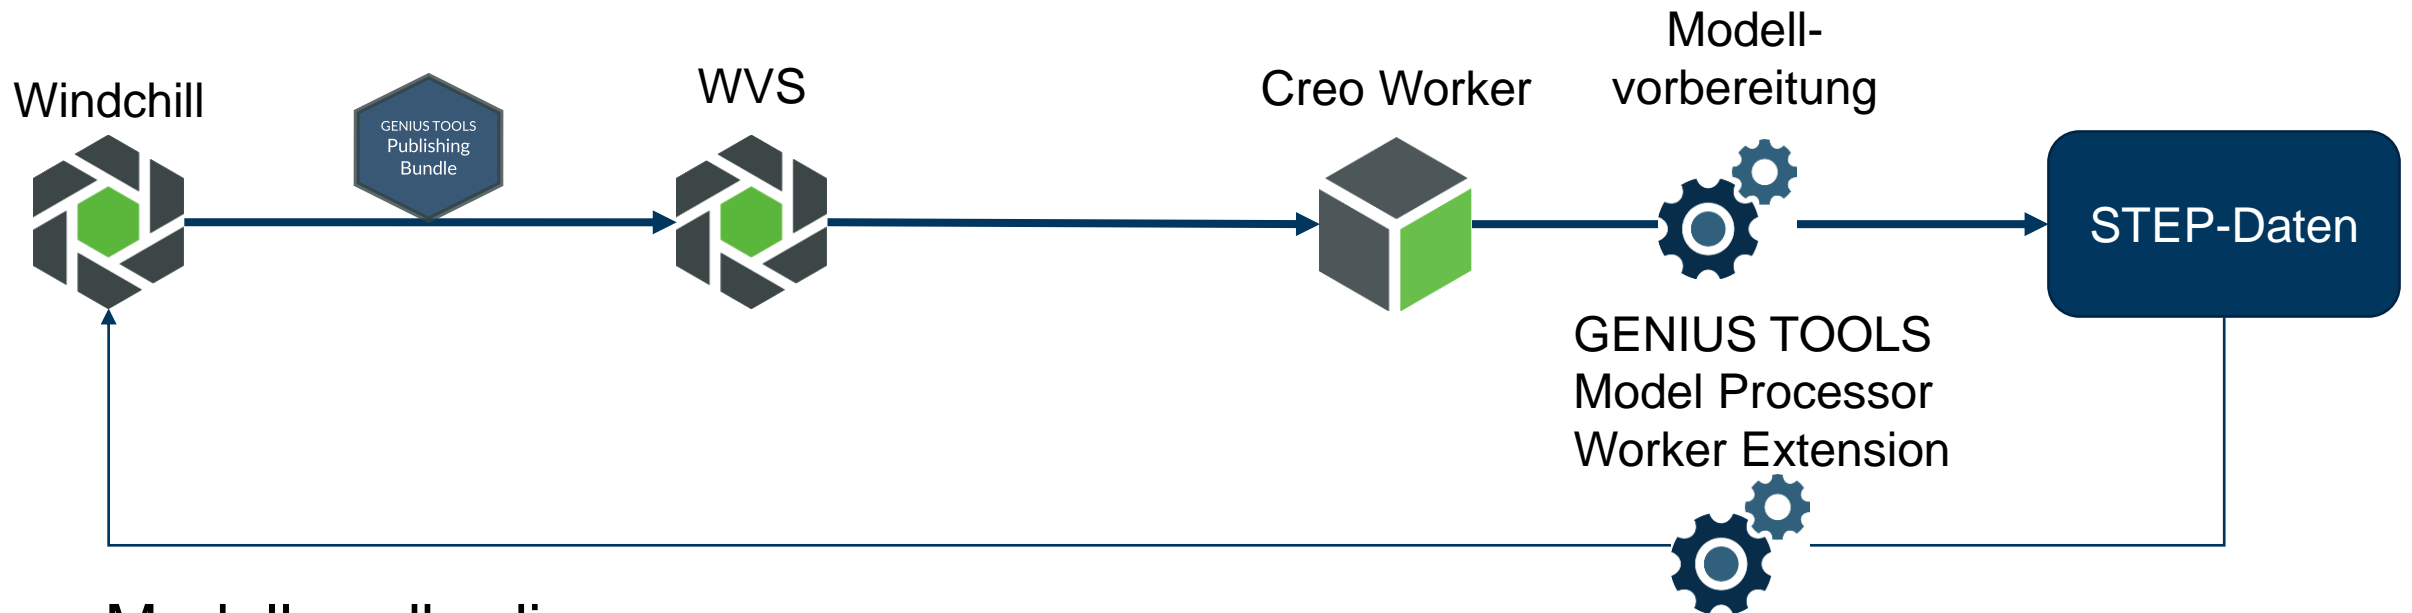 Windchill
GENIUS TOOLS
Publishing
Bundle
WVS
Creo Worker
Modell-
vorbereitung
STEP-Daten
GENIUS TOOLS
Model Processor
Worker Extension